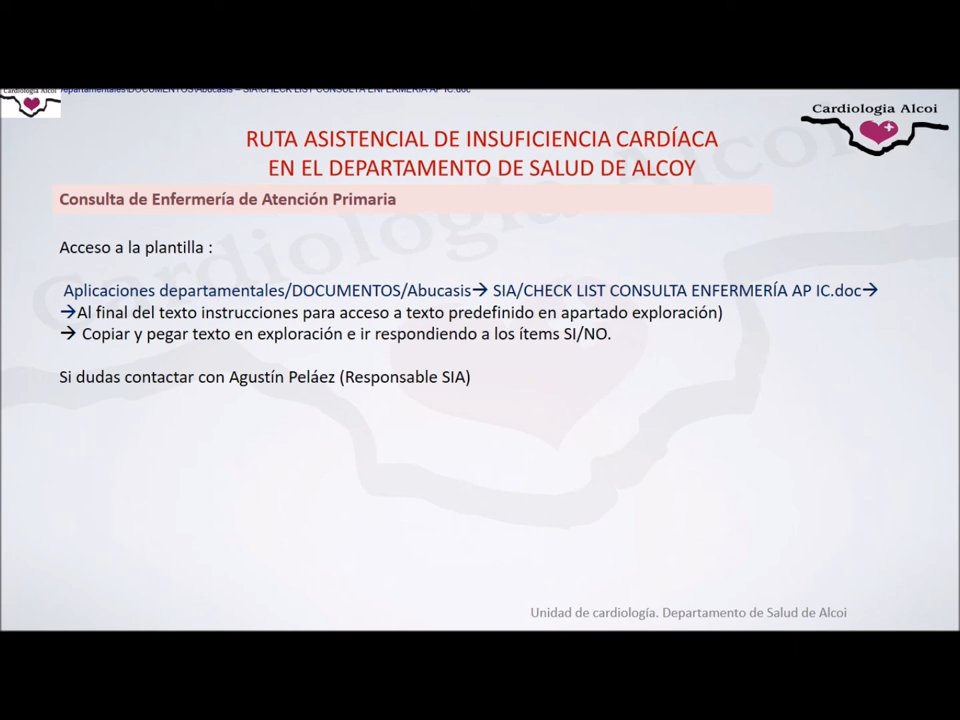 Cardiologia Alcoi
departamentales\DOCUMENTOS\Abucasis – SIA\CHECK LIST CONSULTA ENFERMERÍA AP IC.doc
Cardiologia Alcoi
RUTA ASISTENCIAL DE INSUFICIENCIA CARDÍACA
EN EL DEPARTAMENTO DE SALUD DE ALCOY
Consulta de Enfermería de Atención Primaria
Acceso a la plantilla :
Aplicaciones departamentales/DOCUMENTOS/Abucasis→ SIA/CHECK LIST CONSULTA ENFERMERÍA AP IC.doc→
→Al final del texto instrucciones para acceso a texto predefinido en apartado exploración)
→ Copiar y pegar texto en exploración e ir respondiendo a los ítems SI/NO.
Si dudas contactar con Agustín Peláez (Responsable SIA)
Cardiologia Alcoi
Unidad de cardiología. Departamento de Salud de Alcoi